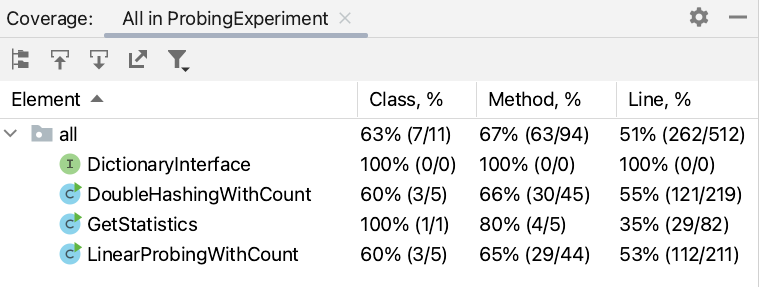 Coverage: All in ProbingExperiment
Element Class, % Method, % Line, %
all 63% (7/11) 67% (63/94) 51% (262/512)
I DictionaryInterface 100% (0/0) 100% (0/0) 100% (0/0)
C DoubleHashingWithCount 60% (3/5) 66% (30/45) 55% (121/219)
C GetStatistics 100% (1/1) 80% (4/5) 35% (29/82)
C LinearProbingWithCount 60% (3/5) 65% (29/44) 53% (112/211)